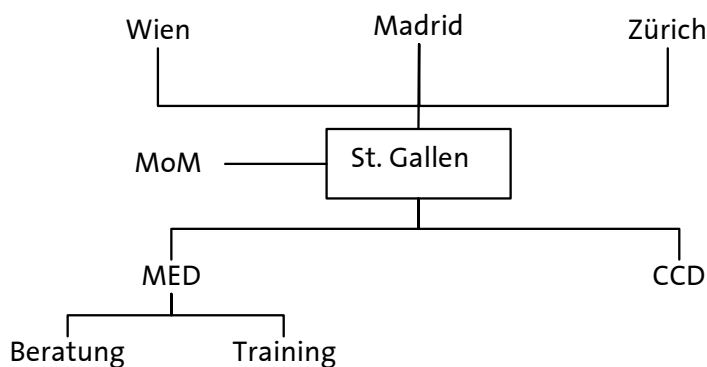 Wien Madrid Zürich
MoM St. Gallen
MED CCD
Beratung Training